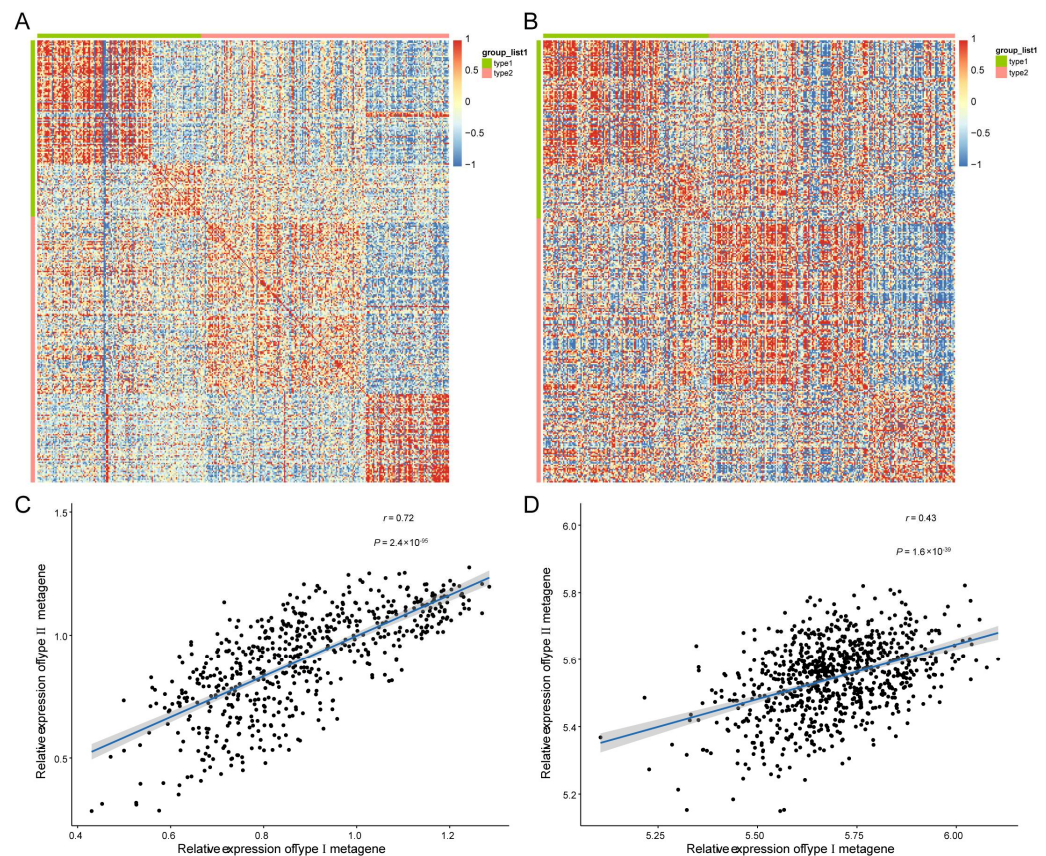 A
group_list1
type1
type2
1
0.5
0
−0.5
−1
B
group_list1
type1
type2
1
0.5
0
−0.5
−1
C
r = 0.72
P = 2.4×10⁻⁹⁵
1.5
1.0
0.5
Relative expression ofType II metagene
0.4
0.6
0.8
1.0
1.2
Relative expression ofType I metagene
D
r = 0.43
P = 1.6×10⁻³⁹
6.0
5.8
5.6
5.4
5.2
Relative expression ofType II metagene
5.25
5.50
5.75
6.00
Relative expression ofType I metagene